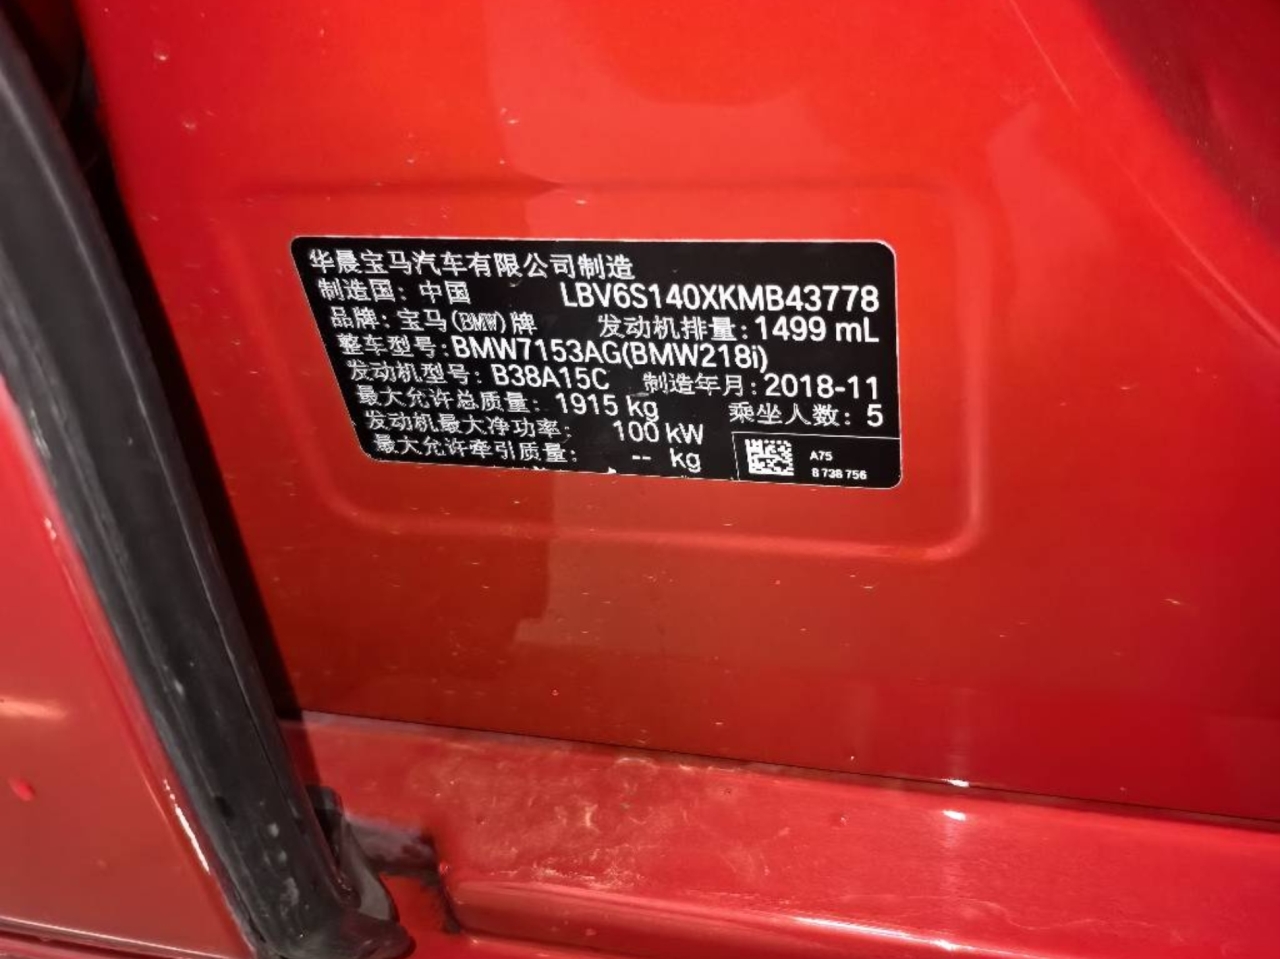 华晨宝马汽车有限公司制造
制造国: 中国 LBV6S140XKMB43778
品牌: 宝马(BMW)牌 发动机排量: 1499 mL
整车型号: BMW7153AG(BMW218i)
发动机型号: B38A15C 制造年月: 2018-11
最大允许总质量: 1915 kg 乘坐人数: 5
发动机最大净功率: 100 kW
最大允许牵引质量: -- kg
A75
8 738 756